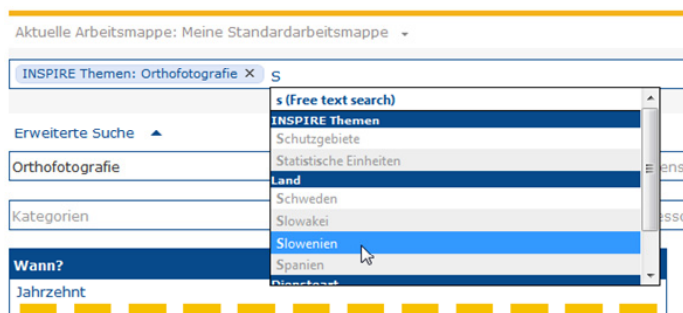 Aktuelle Arbeitsmappe: Meine Standardarbeitsmappe
INSPIRE Themen: Orthofotografie × S
s (Free text search)
INSPIRE Themen
Schutzgebiete
Statistische Einheiten
Land
Schweden
Slowakei
Slowenien
Spanien
Diensteart
Erweiterte Suche
Orthofotografie
Kategorien
Wann?
Jahrzehnt